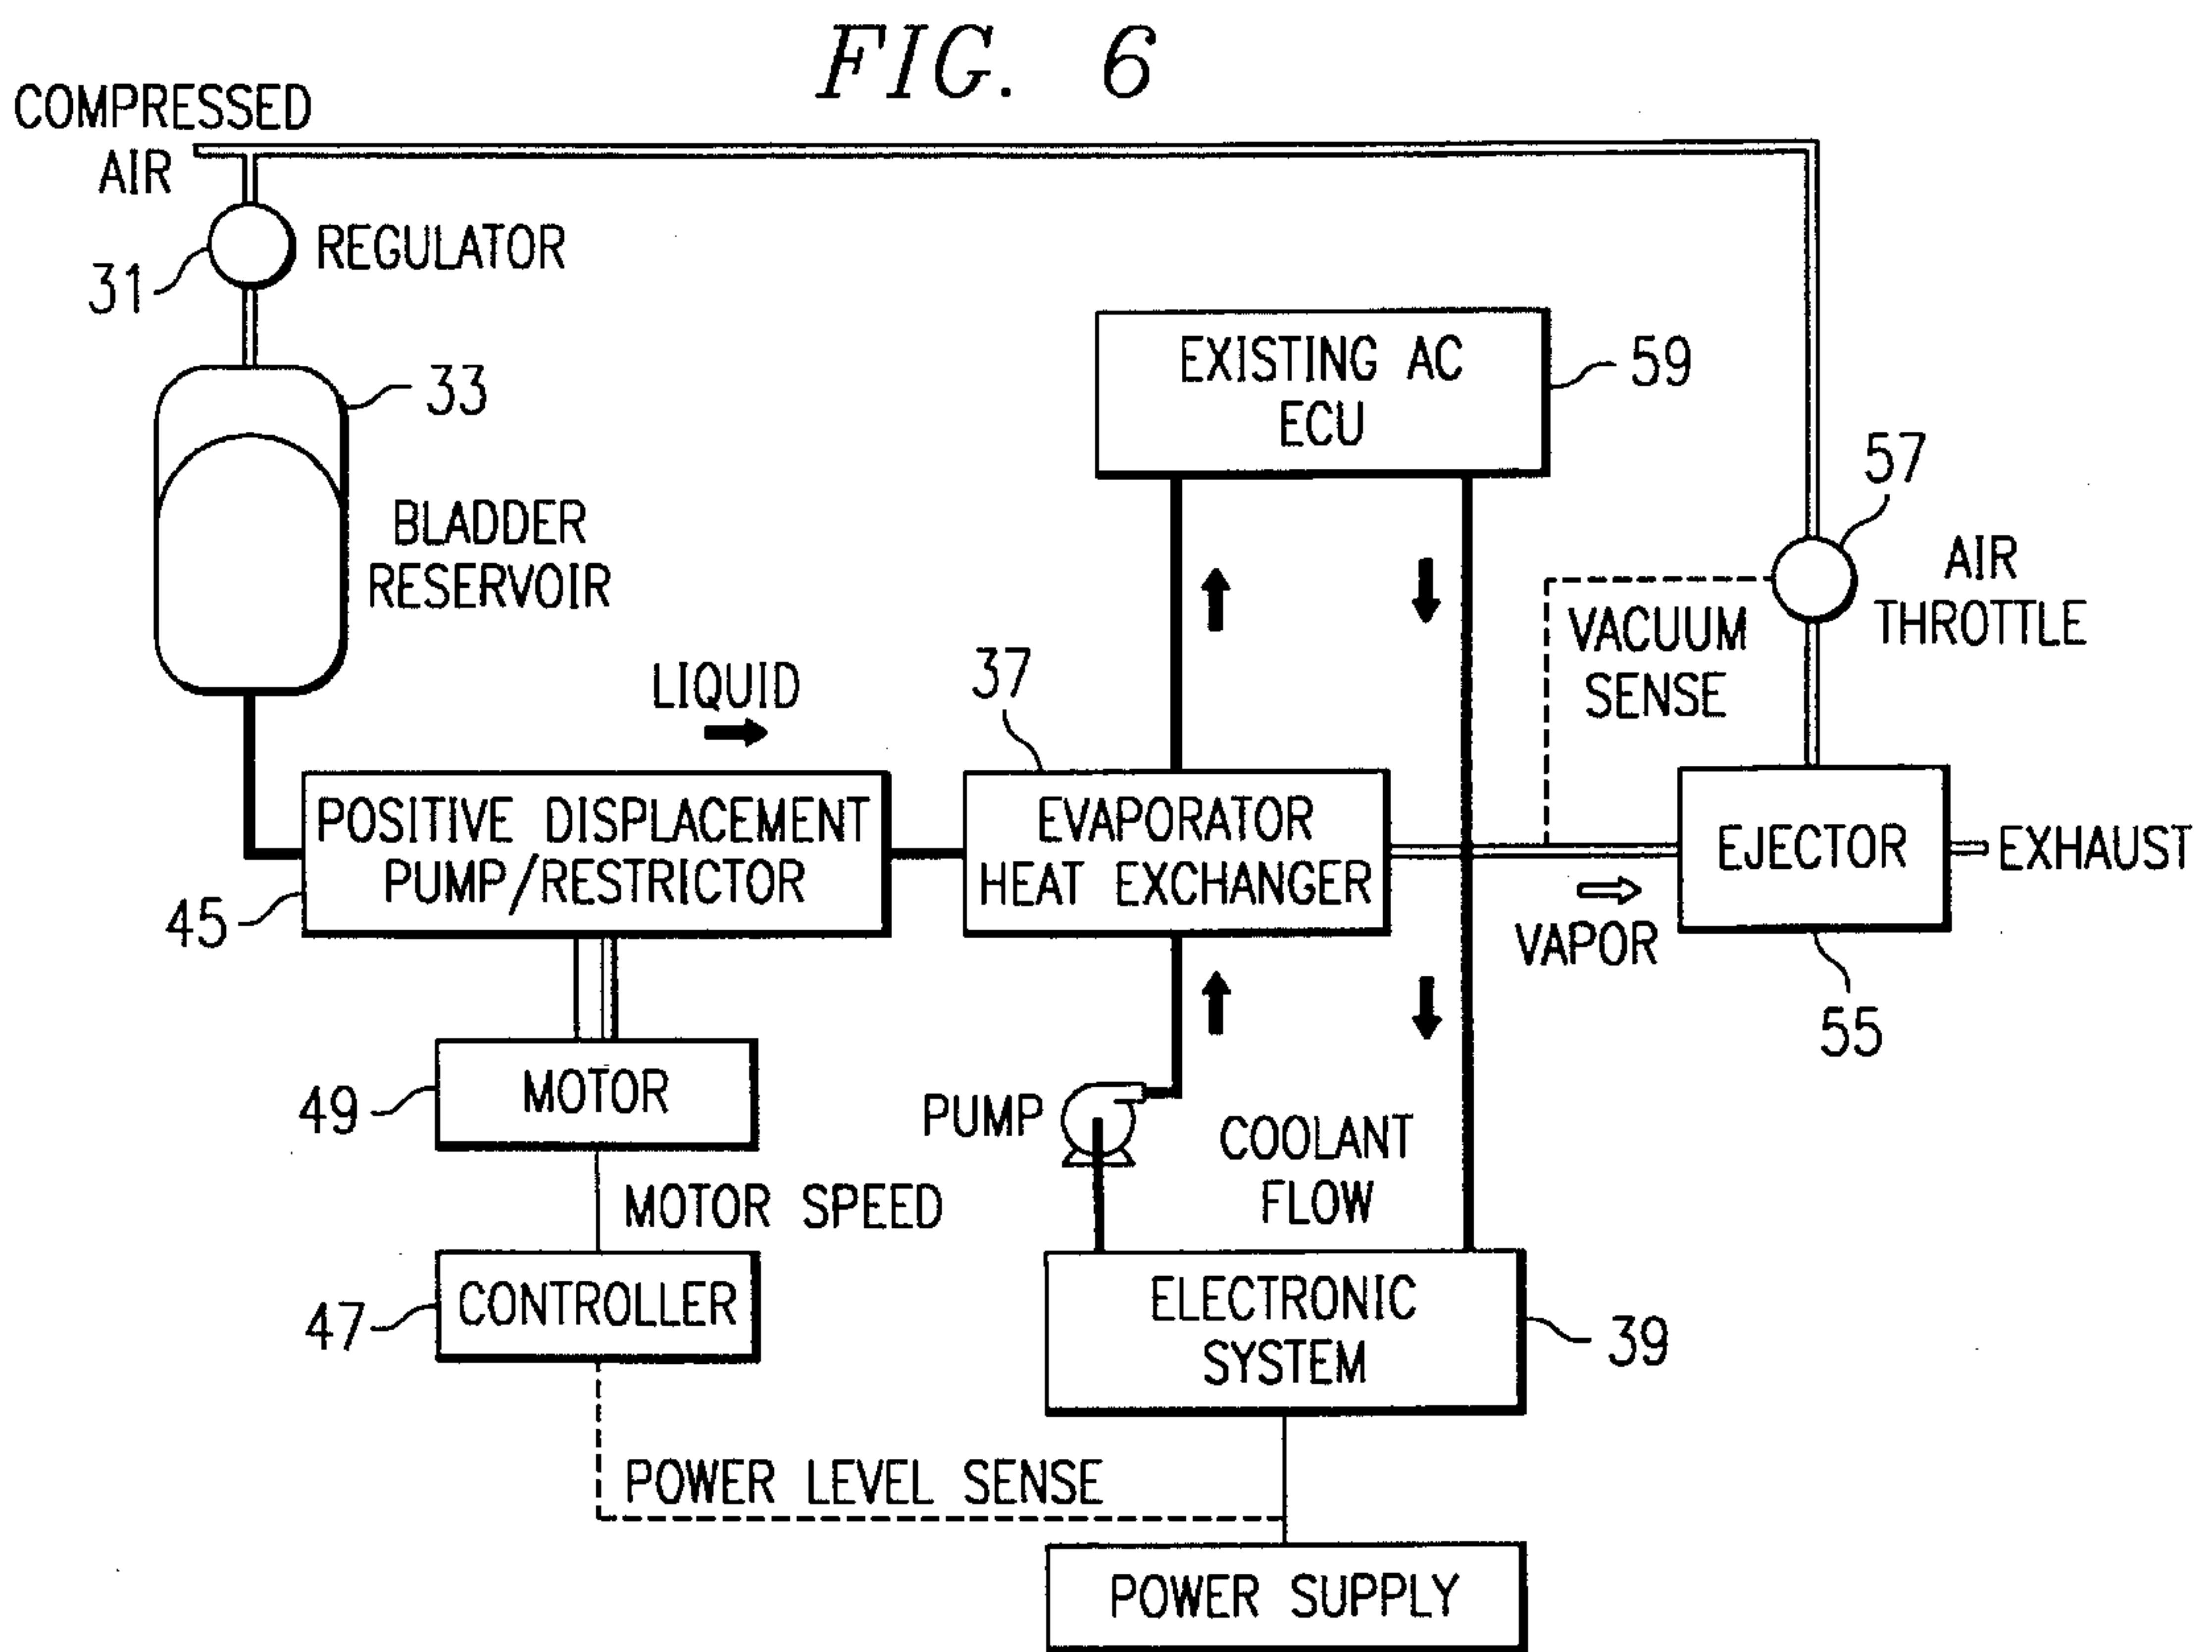 FIG. 6
COMPRESSED
AIR
REGULATOR
31
33
BLADDER
RESERVOIR
EXISTING AC
ECU
59
57
AIR
THROTTLE
VACUUM
SENSE
LIQUID
37
POSITIVE DISPLACEMENT
PUMP/RESTRICTOR
45
EVAPORATOR
HEAT EXCHANGER
EJECTOR
EXHAUST
VAPOR
55
MOTOR
49
PUMP
COOLANT
FLOW
MOTOR SPEED
CONTROLLER
47
ELECTRONIC
SYSTEM
39
POWER LEVEL SENSE
POWER SUPPLY